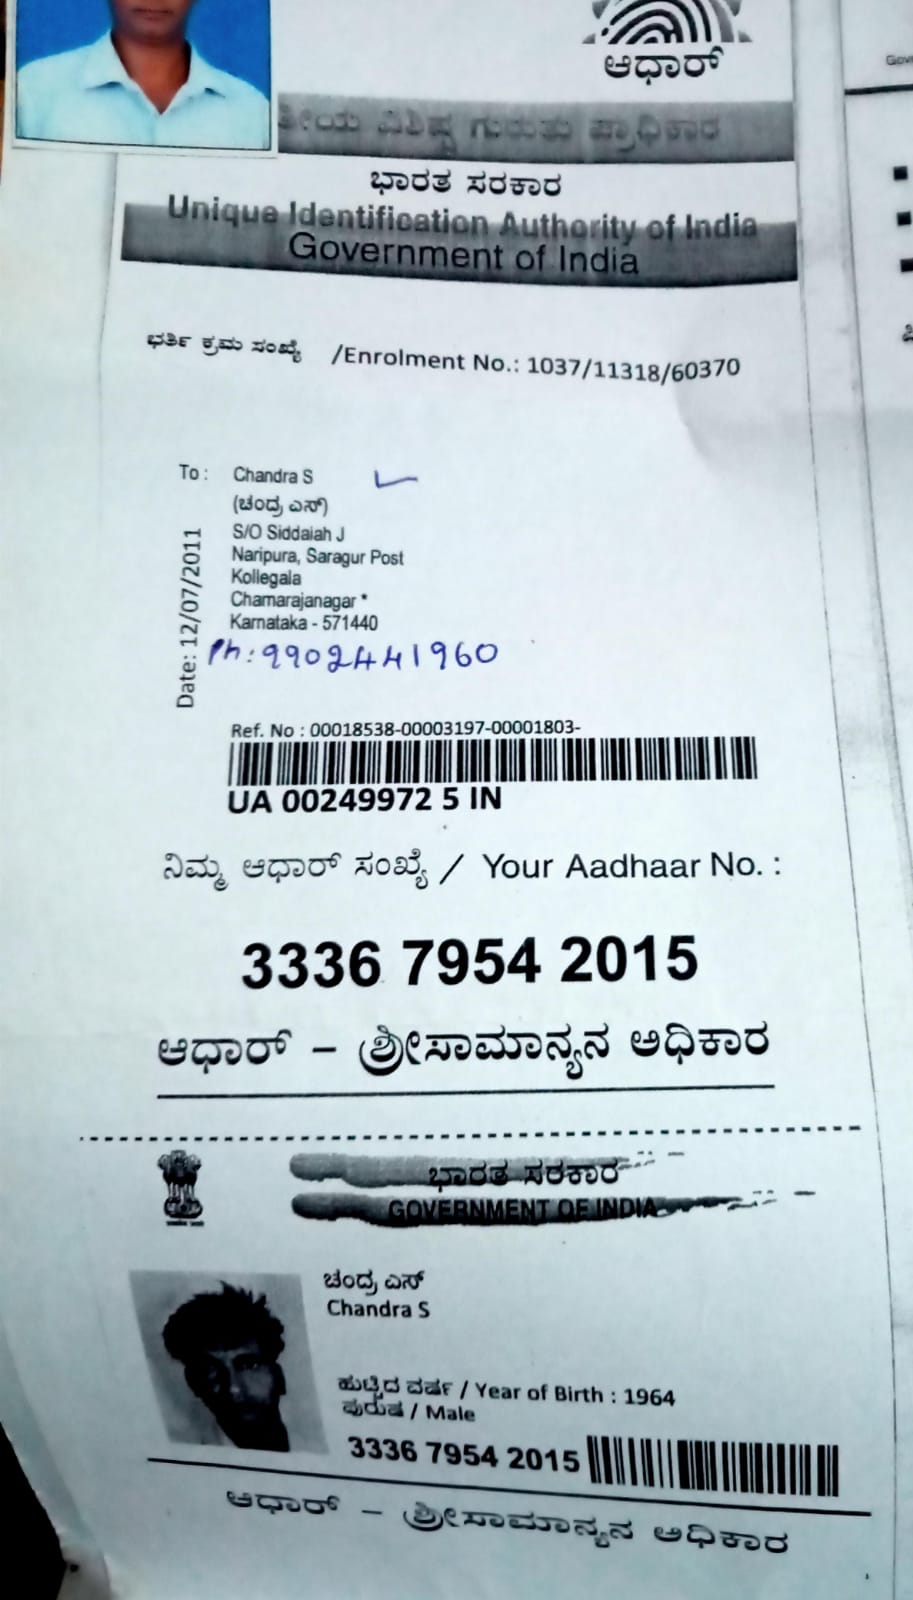 ಆಧಾರ್
ತೀಯ ವಿಶಿಷ್ಟ ಗುರುತು ಪ್ರಾಧಿಕಾರ
ಭಾರತ ಸರಕಾರ
Unique Identification Authority of India
Government of India
ಭರ್ತಿ ಕ್ರಮ ಸಂಖ್ಯೆ /Enrolment No.: 1037/11318/60370
To : Chandra S
(ಚಂದ್ರ ಎಸ್)
S/O Siddaiah J
Naripura, Saragur Post
Kollegala
Chamarajanagar *
Karnataka - 571440
Date: 12/07/2011
Ph: 9902441960
Ref. No : 00018538-00003197-00001803-
UA 00249972 5 IN
ನಿಮ್ಮ ಆಧಾರ್ ಸಂಖ್ಯೆ / Your Aadhaar No. :
3336 7954 2015
ಆಧಾರ್ – ಶ್ರೀಸಾಮಾನ್ಯನ ಅಧಿಕಾರ
ಭಾರತ ಸರಕಾರ
GOVERNMENT OF INDIA
ಚಂದ್ರ ಎಸ್
Chandra S
ಹುಟ್ಟಿದ ವರ್ಷ / Year of Birth : 1964
ಪುರುಷ / Male
3336 7954 2015
ಆಧಾರ್ – ಶ್ರೀಸಾಮಾನ್ಯನ ಅಧಿಕಾರ